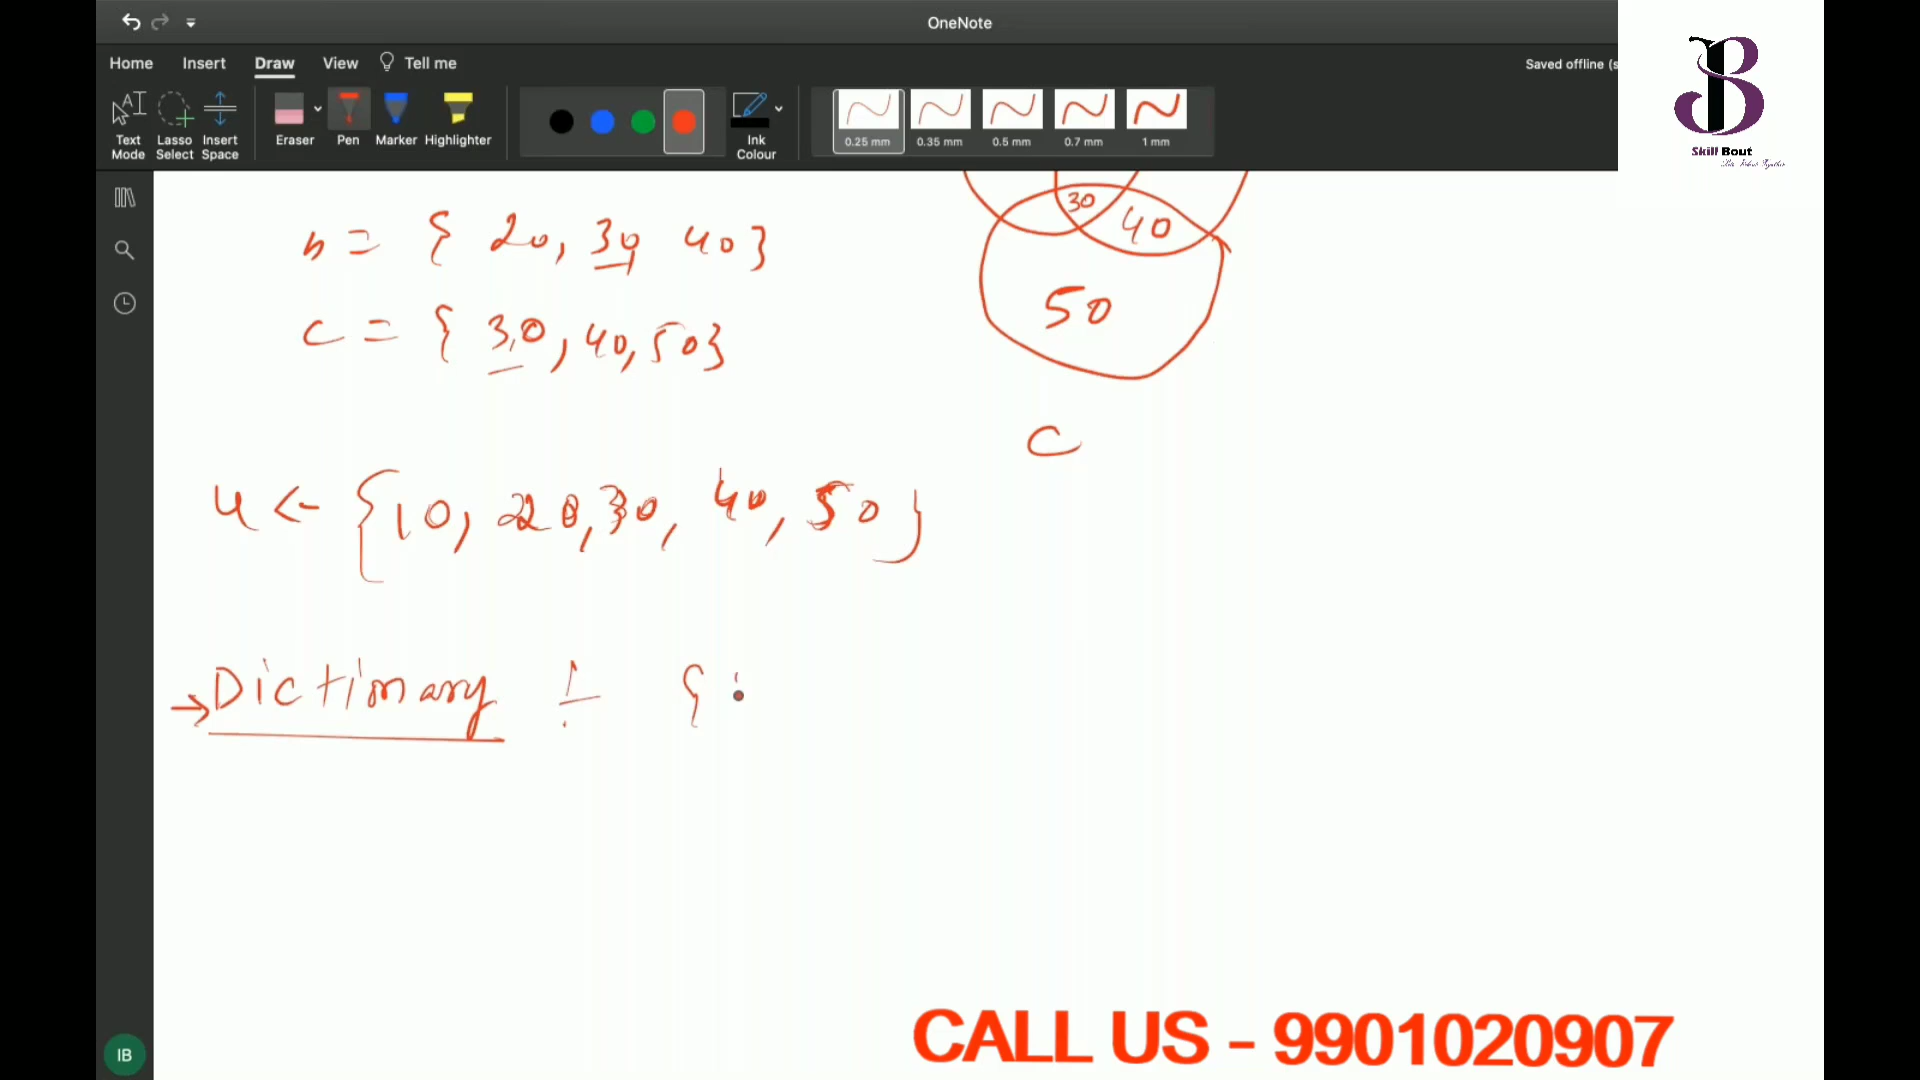 OneNote
Home Insert Draw View Tell me
Saved offline (s
Text Mode
Lasso Select
Insert Space
Eraser
Pen
Marker
Highlighter
Ink Colour
0.25 mm
0.35 mm
0.5 mm
0.7 mm
1 mm
Skill Bout
= { 20, 30, 40 }
30
40
50
C = { 30, 40, 50 }
C
u ← { 10, 20, 30, 40, 50 }
→ Dictionary :- {
IB
CALL US - 9901020907